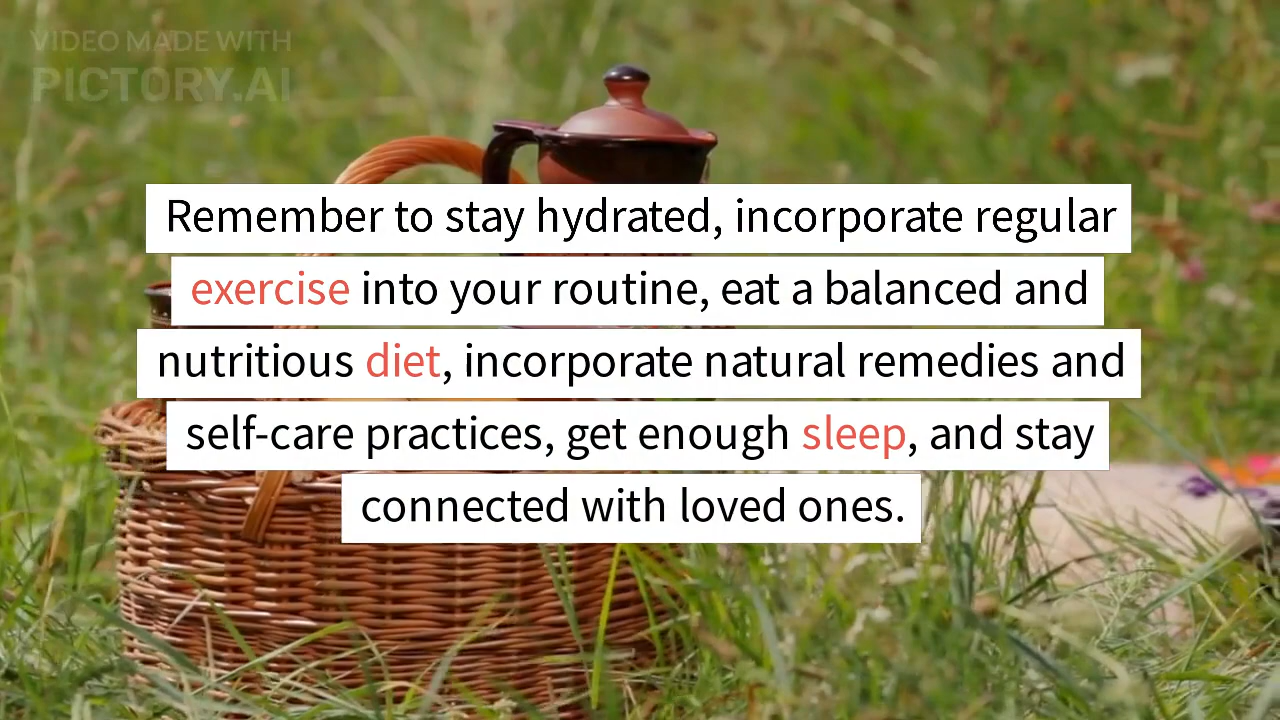 VIDEO MADE WITH
PICTORY.AI
Remember to stay hydrated, incorporate regular
exercise into your routine, eat a balanced and
nutritious diet, incorporate natural remedies and
self-care practices, get enough sleep, and stay
connected with loved ones.